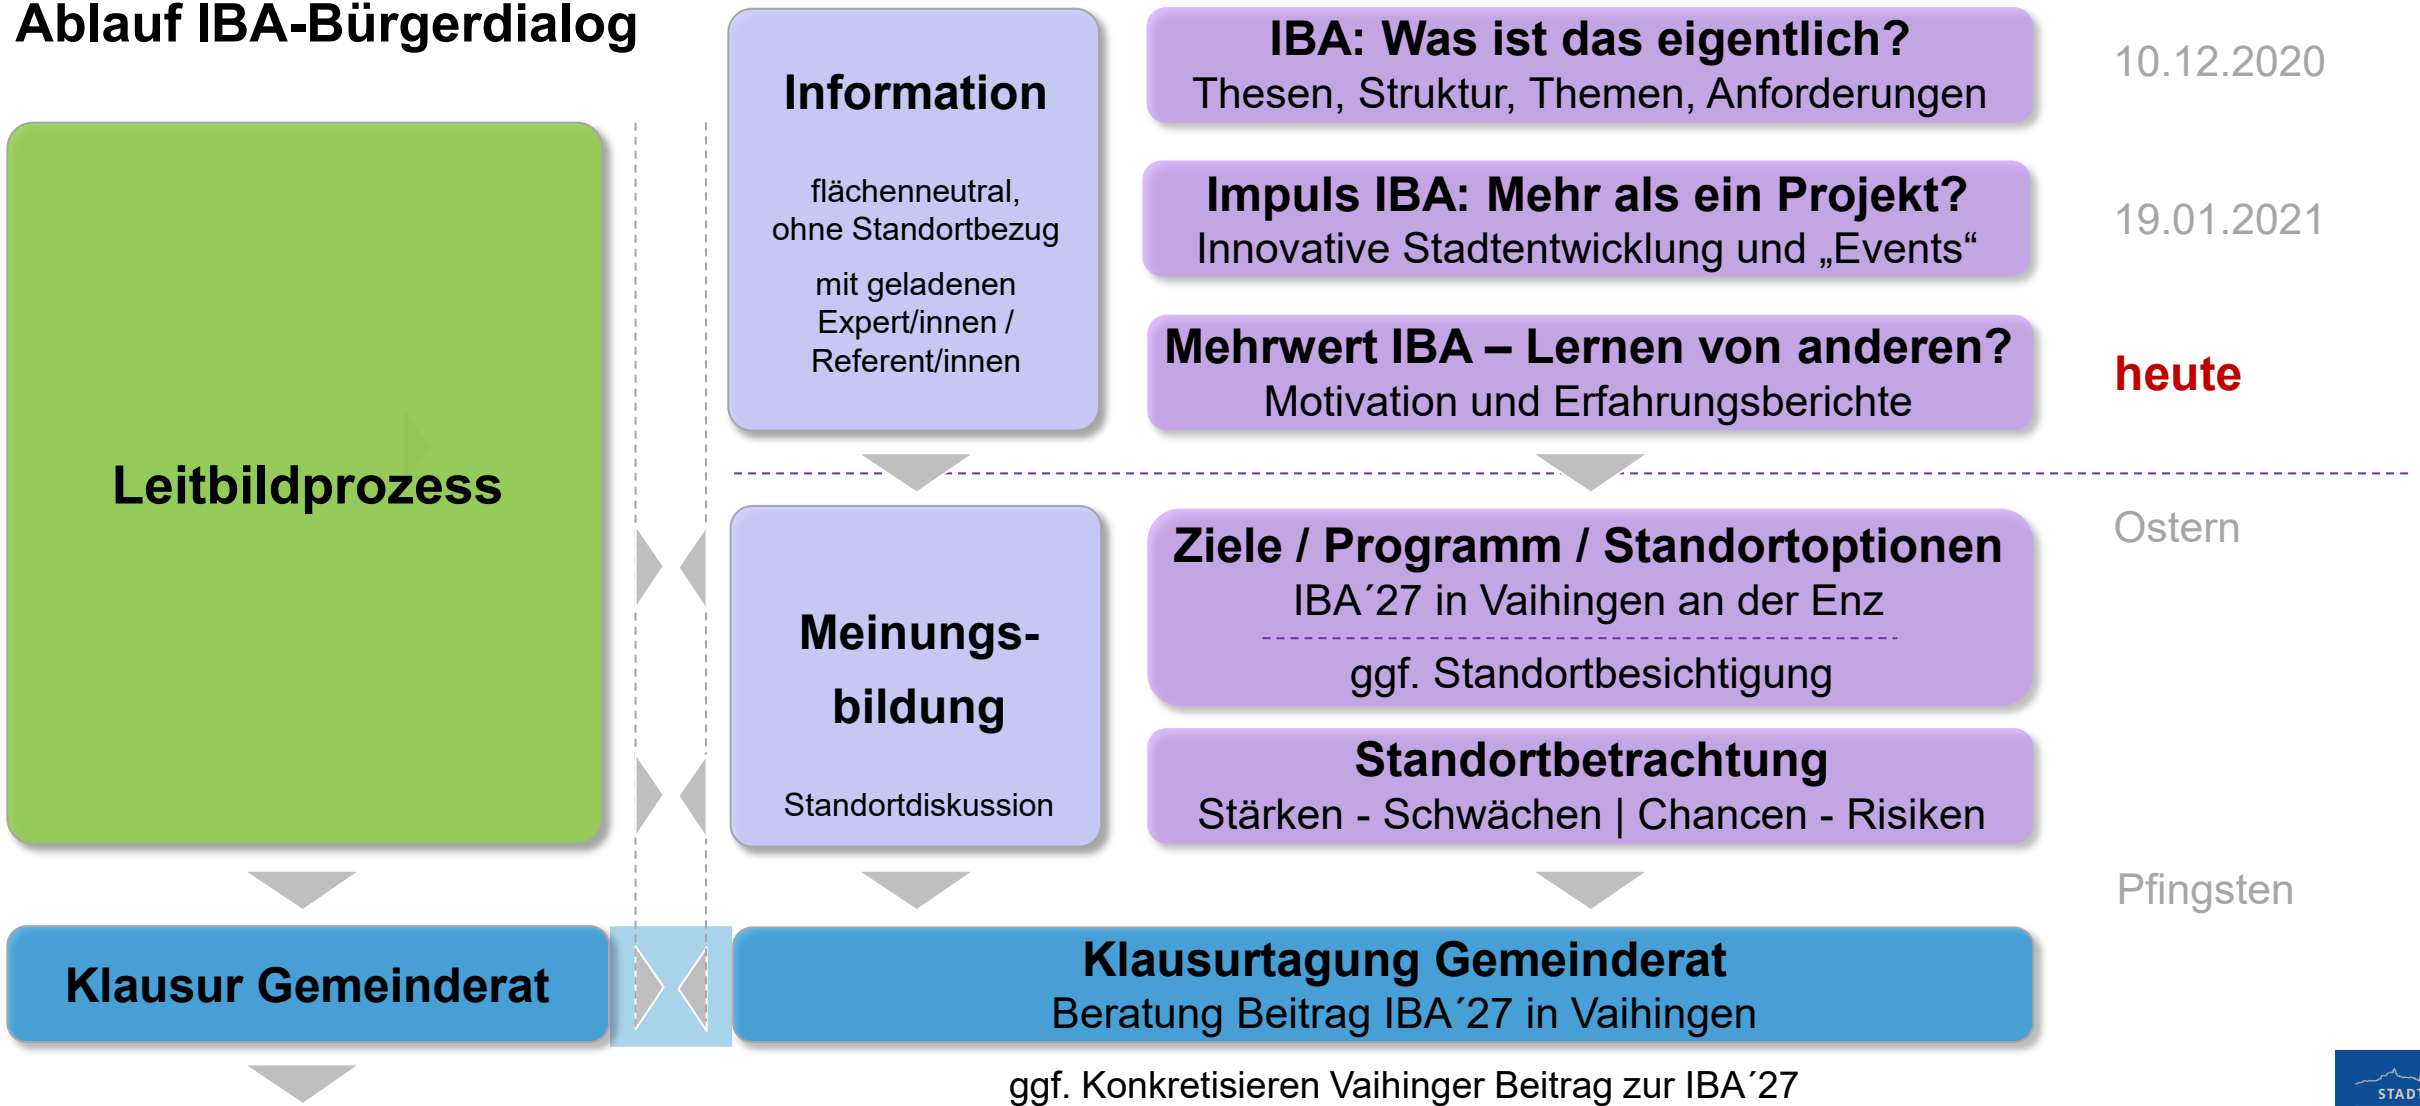 Ablauf IBA-Bürgerdialog
Leitbildprozess
Klausur Gemeinderat
Information
flächenneutral,
ohne Standortbezug
mit geladenen
Expert/innen /
Referent/innen
IBA: Was ist das eigentlich?
Thesen, Struktur, Themen, Anforderungen
10.12.2020
Impuls IBA: Mehr als ein Projekt?
Innovative Stadtentwicklung und „Events“
19.01.2021
Mehrwert IBA – Lernen von anderen?
Motivation und Erfahrungsberichte
heute
Meinungs-
bildung
Standortdiskussion
Ziele / Programm / Standortoptionen
IBA´27 in Vaihingen an der Enz
ggf. Standortbesichtigung
Ostern
Standortbetrachtung
Stärken - Schwächen | Chancen - Risiken
Pfingsten
Klausurtagung Gemeinderat
Beratung Beitrag IBA´27 in Vaihingen
ggf. Konkretisieren Vaihinger Beitrag zur IBA´27
STADT